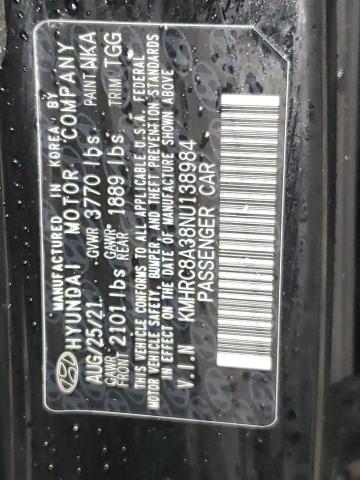 MANUFACTURED IN KOREA BY
HYUNDAI MOTOR COMPANY
AUG/25/21. GVWR 3770 lbs. PAINT WKA
GAWR FRONT 2101 lbs GAWR REAR 1889 lbs TRIM TGG
THIS VEHICLE CONFORMS TO ALL APPLICABLE U.S.A. FEDERAL
MOTOR VEHICLE SAFETY, BUMPER, AND THEFT PREVENTION STANDARDS
IN EFFECT ON THE DATE OF MANUFACTURE SHOWN ABOVE
V.I.N KMHRC8A38NU138984
PASSENGER CAR